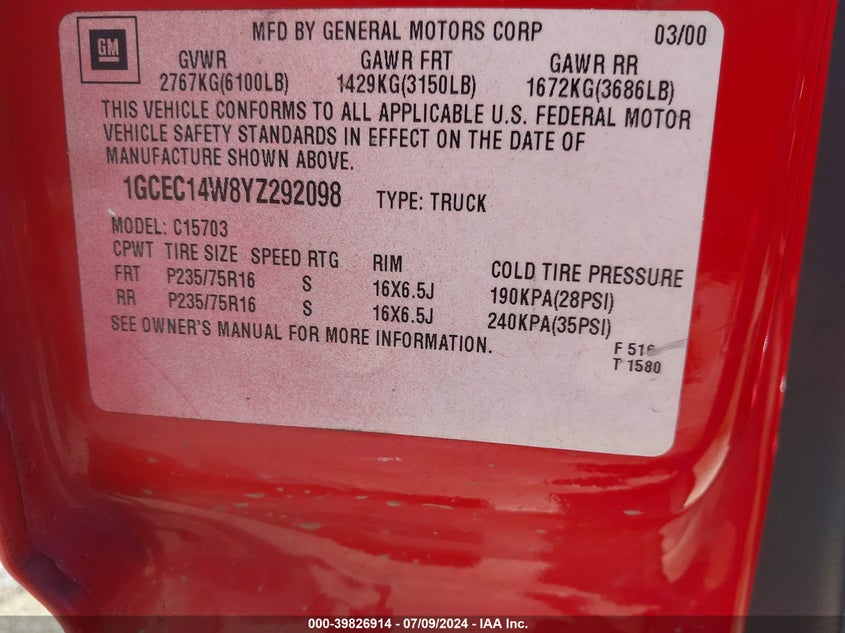 GM
MFD BY GENERAL MOTORS CORP 03/00
GVWR GAWR FRT GAWR RR
2767KG(6100LB) 1429KG(3150LB) 1672KG(3686LB)
THIS VEHICLE CONFORMS TO ALL APPLICABLE U.S. FEDERAL MOTOR
VEHICLE SAFETY STANDARDS IN EFFECT ON THE DATE OF
MANUFACTURE SHOWN ABOVE.
1GCEC14W8YZ292098 TYPE: TRUCK
MODEL: C15703
CPWT TIRE SIZE SPEED RTG RIM COLD TIRE PRESSURE
FRT P235/75R16 S 16X6.5J 190KPA(28PSI)
RR P235/75R16 S 16X6.5J 240KPA(35PSI)
SEE OWNER'S MANUAL FOR MORE INFORMATION.
F
T 1580
000-39826914 - 07/09/2024 - IAA Inc.